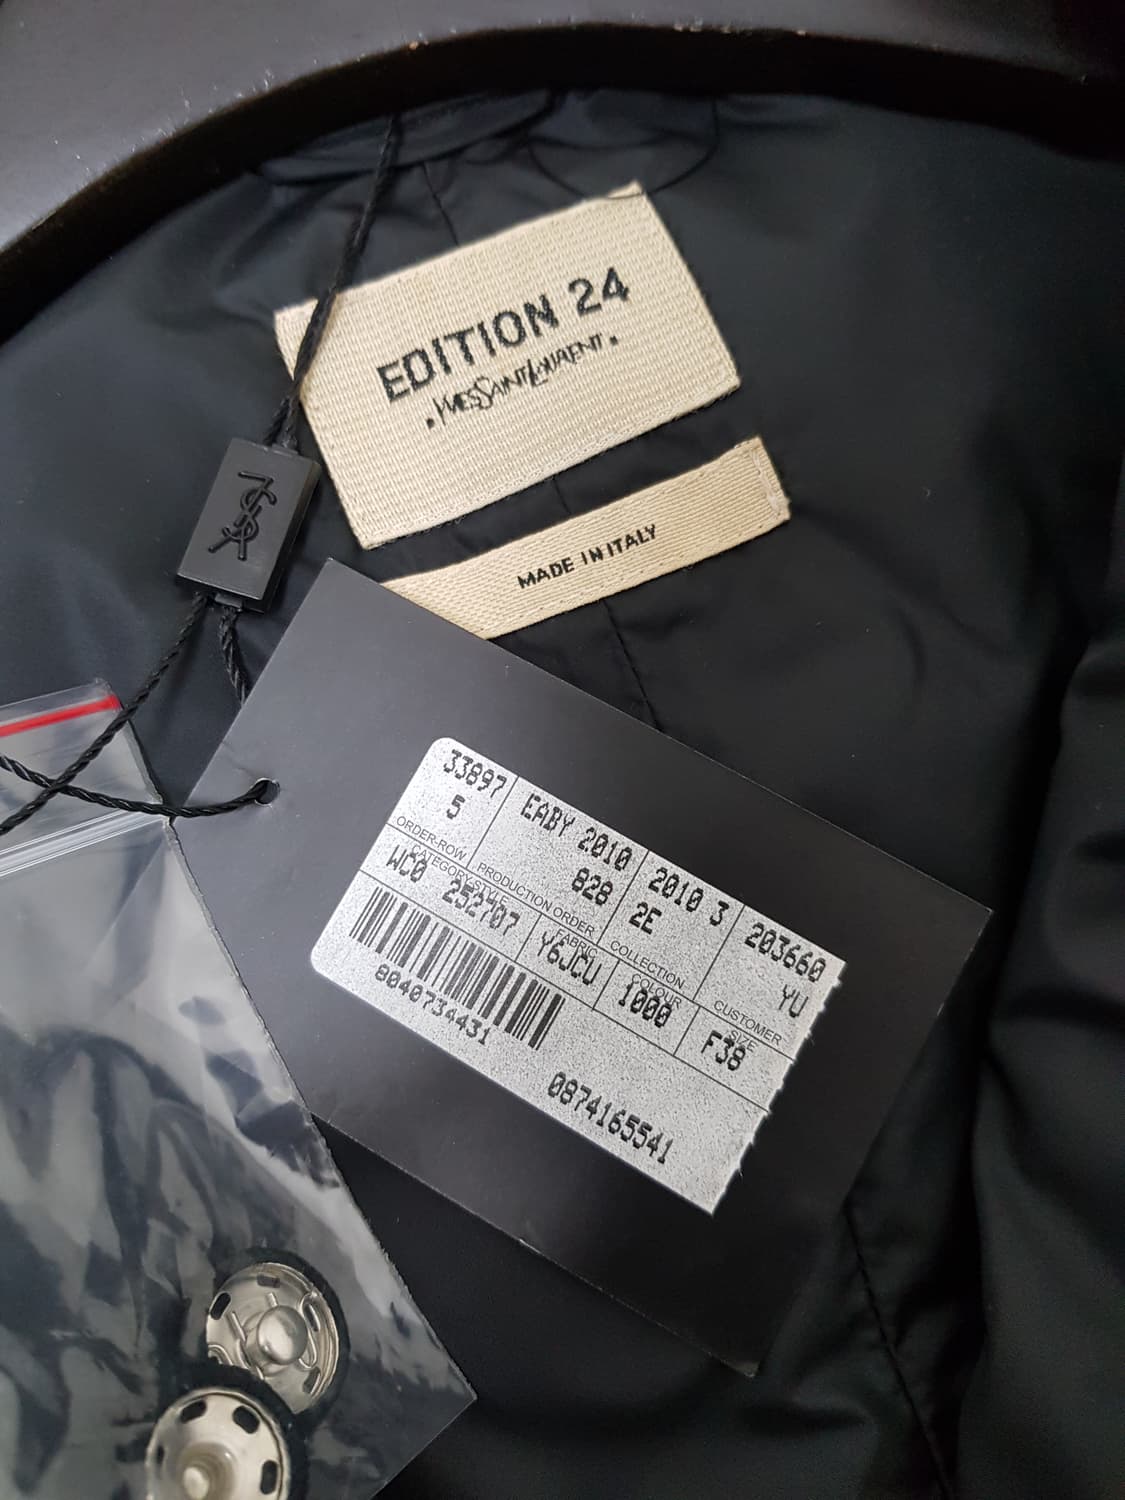 EDITION 24
.YVESSAINTLAURENT.
MADE IN ITALY
YSL
33897
5
ORDER-ROW
EABY 2010
828
PRODUCTION ORDER
2010 3
2E
COLLECTION
203660
YU
CUSTOMER
CATEGORY-STYLE
WC0 252707
FABRIC
Y6JCU
COLOUR
1000
SIZE
F38
8040734431
0874165541